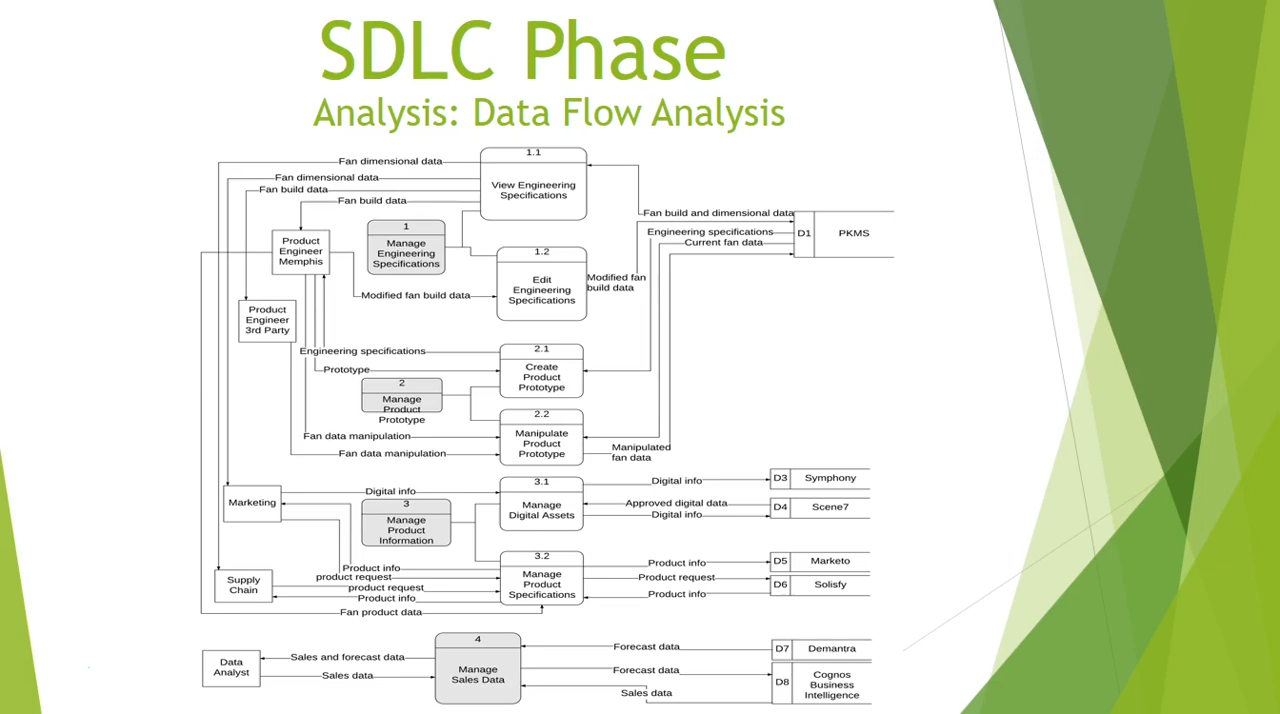 SDLC Phase
Analysis: Data Flow Analysis
1.1
View Engineering
Specifications
Fan dimensional data
Fan dimensional data
Fan build data
Fan build data
1
Manage
Engineering
Specifications
Product
Engineer
Memphis
1.2
Edit
Engineering
Specifications
Modified fan build data
Modified fan
build data
Fan build and dimensional data
Engineering specifications
Current fan data
D1
PKMS
Product
Engineer
3rd Party
Engineering specifications
Prototype
2.1
Create
Product
Prototype
2
Manage
Product
Prototype
2.2
Manipulate
Product
Prototype
Fan data manipulation
Fan data manipulation
Manipulated
fan data
Marketing
Digital info
3.1
Manage
Digital Assets
3
Manage
Product
Information
Digital info
Approved digital data
Digital info
D3
Symphony
D4
Scene7
3.2
Manage
Product
Specifications
Supply
Chain
Product info
product request
product request
Product info
Fan product data
Product info
Product request
Product info
D5
Marketo
D6
Solisfy
Data
Analyst
Sales and forecast data
Sales data
4
Manage
Sales Data
Forecast data
Forecast data
Sales data
D7
Demantra
D8
Cognos
Business
Intelligence